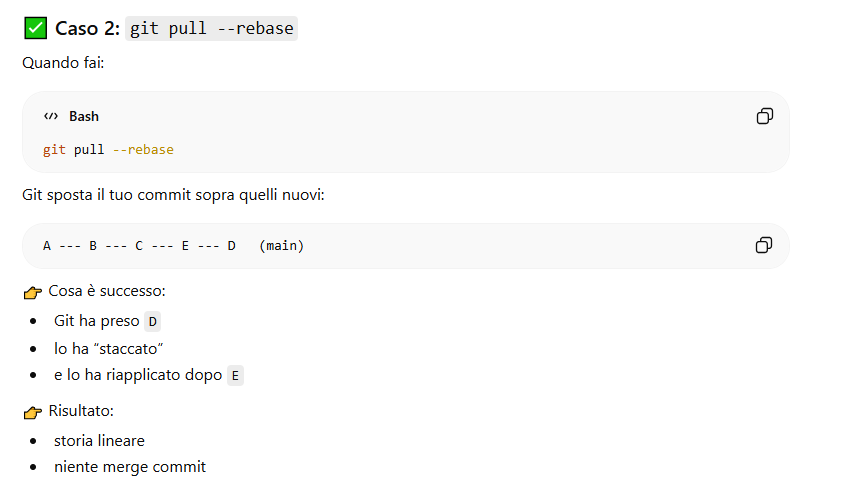 ✅ Caso 2: git pull --rebase
Quando fai:
</> Bash
git pull --rebase
Git sposta il tuo commit sopra quelli nuovi:
A --- B --- C --- E --- D   (main)
👉 Cosa è successo:
• Git ha preso D
• lo ha “staccato”
• e lo ha riapplicato dopo E
👉 Risultato:
• storia lineare
• niente merge commit